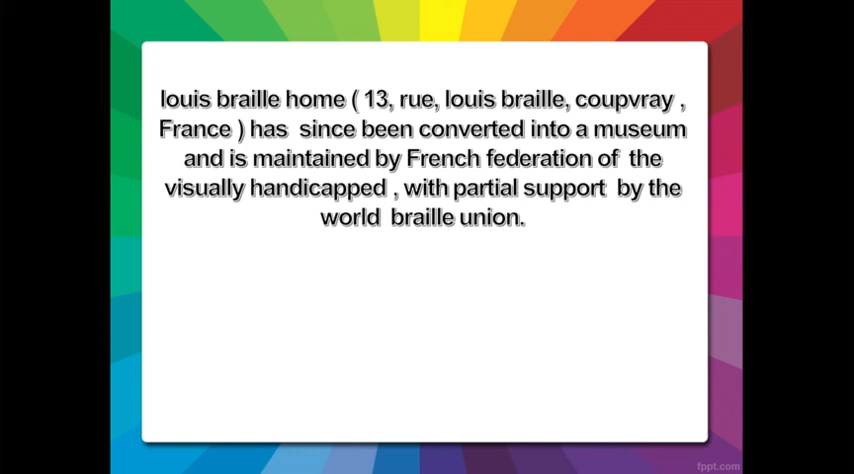 louis braille home ( 13, rue, louis braille, coupvray ,
France ) has since been converted into a museum
and is maintained by French federation of the
visually handicapped , with partial support by the
world braille union.
fppt.com